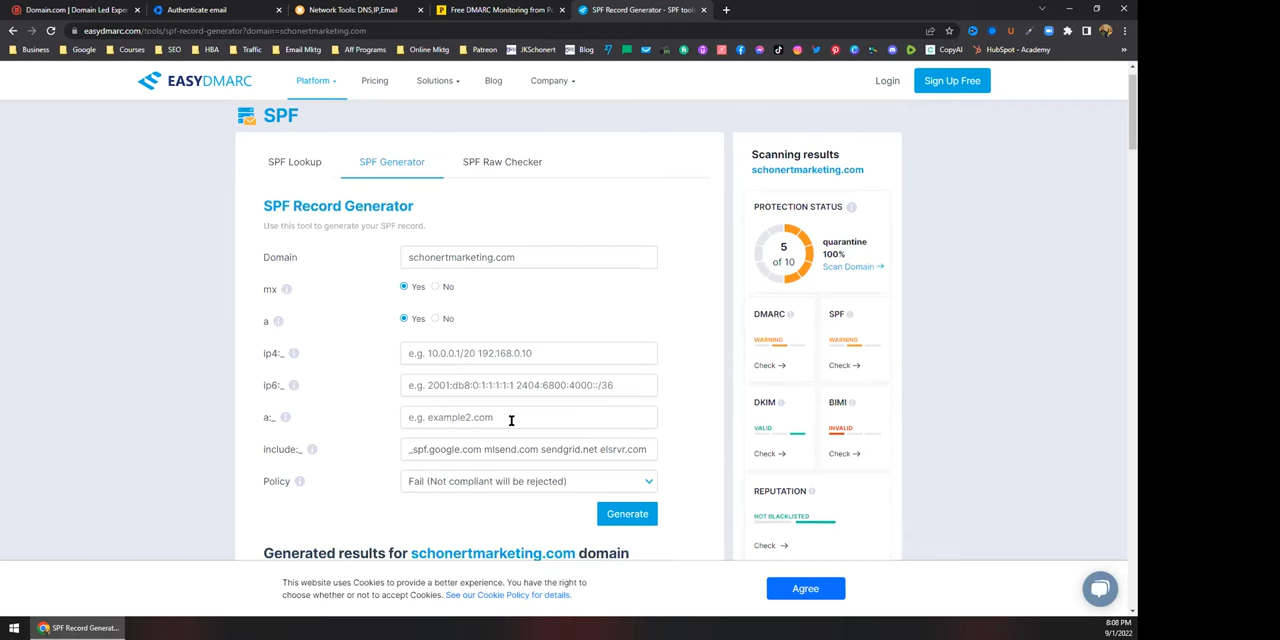 Domain.com | Domain Led Exper
Authenticate email
Network Tools: DNS,IP,Email
Free DMARC Monitoring from Po
SPF Record Generator - SPF tools
easydmarc.com/tools/spf-record-generator?domain=schonertmarketing.com
Business
Google
Courses
SEO
HBA
Traffic
Email Mktg
Aff Programs
Online Mktg
Patreon
JKSchonert
Blog
CopyAI
HubSpot - Academy
EASYDMARC
Platform
Pricing
Solutions
Blog
Company
Login
Sign Up Free
SPF
SPF Lookup
SPF Generator
SPF Raw Checker
SPF Record Generator
Use this tool to generate your SPF record.
Domain
schonertmarketing.com
mx
Yes
No
a
Yes
No
ip4:_
e.g. 10.0.0.1/20 192.168.0.10
ip6:_
e.g. 2001:db8:0:1:1:1:1:1 2404:6800:4000::/36
a:_
e.g. example2.com
include:_
_spf.google.com mlsend.com sendgrid.net elsrvr.com
Policy
Fail (Not compliant will be rejected)
Generate
Generated results for schonertmarketing.com domain
Scanning results
schonertmarketing.com
PROTECTION STATUS
5
of 10
quarantine
100%
Scan Domain →
DMARC
WARNING
Check →
SPF
WARNING
Check →
DKIM
VALID
Check →
BIMI
INVALID
Check →
REPUTATION
NOT BLACKLISTED
Check →
This website uses Cookies to provide a better experience. You have the right to
choose whether or not to accept Cookies. See our Cookie Policy for details.
Agree
SPF Record Generat...
8:08 PM
9/1/2022